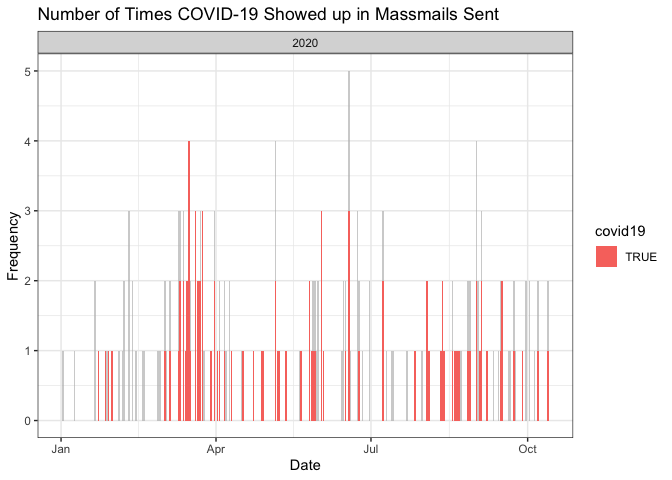 Number of Times COVID-19 Showed up in Massmails Sent
2020
5
4
3
2
1
0
Frequency
Jan
Apr
Jul
Oct
Date
covid19
TRUE